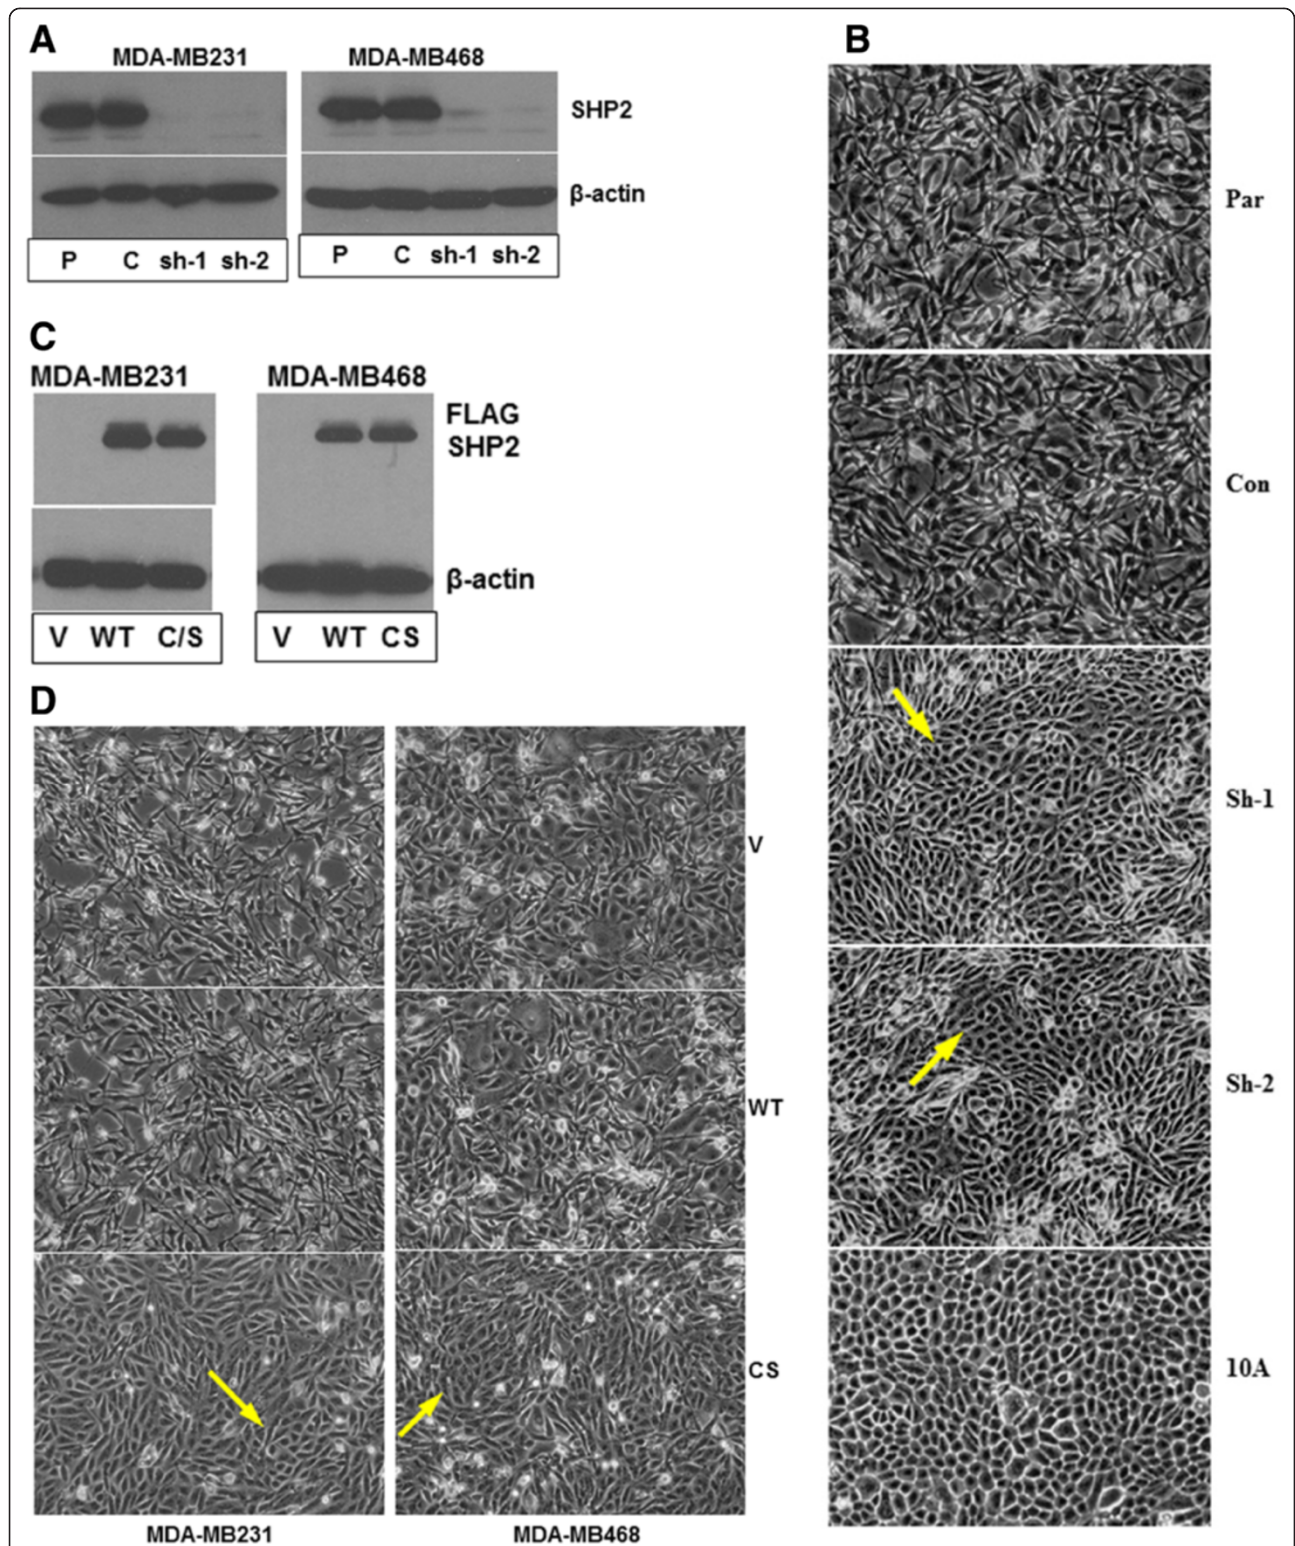 A
MDA-MB231 MDA-MB468
SHP2
β-actin
P C sh-1 sh-2
P C sh-1 sh-2
B
Par
Con
Sh-1
Sh-2
10A
C
MDA-MB231 MDA-MB468
FLAG
SHP2
β-actin
V WT C/S
V WT CS
D
V
WT
CS
MDA-MB231 MDA-MB468